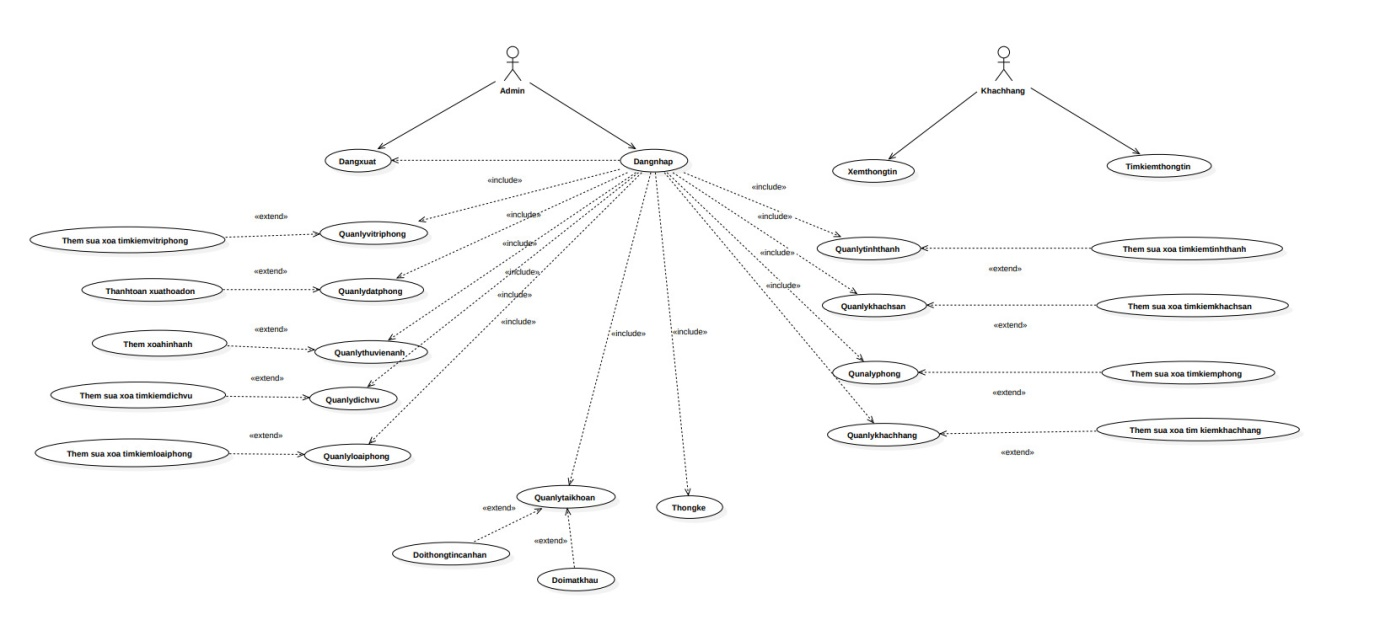 Admin
Khachhang
Dangxuat
Dangnhap
Xemthongtin
Timkiemthongtin
«include»
«include»
«extend»
«include»
«include»
Them sua xoa timkiemvitriphong
Quanlyvitriphong
«include»
Quanlytinhthanh
Them sua xoa timkiemtinhthanh
«include»
«extend»
«include»
«extend»
«include»
Thanhtoan xuathoadon
Quanlydatphong
«include»
Quanlykhachsan
Them sua xoa timkiemkhachsan
«include»
«extend»
«extend»
«include»
«include»
Them xoahinhanh
Quanlythuvienanh
Qunalyphong
Them sua xoa timkiemphong
«extend»
«extend»
Them sua xoa timkiemdichvu
Quanlydichvu
Quanlykhachhang
Them sua xoa tim kiemkhachhang
«extend»
«extend»
Them sua xoa timkiemloaiphong
Quanlyloaiphong
Quanlytaikhoan
«extend»
Thongke
«extend»
Doithongtincanhan
Doimatkhau